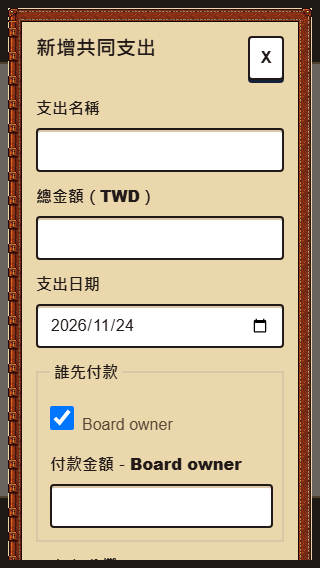 新增共同支出
X
支出名稱
總金額（TWD）
支出日期
2026/11/24
誰先付款
Board owner
付款金額 - Board owner